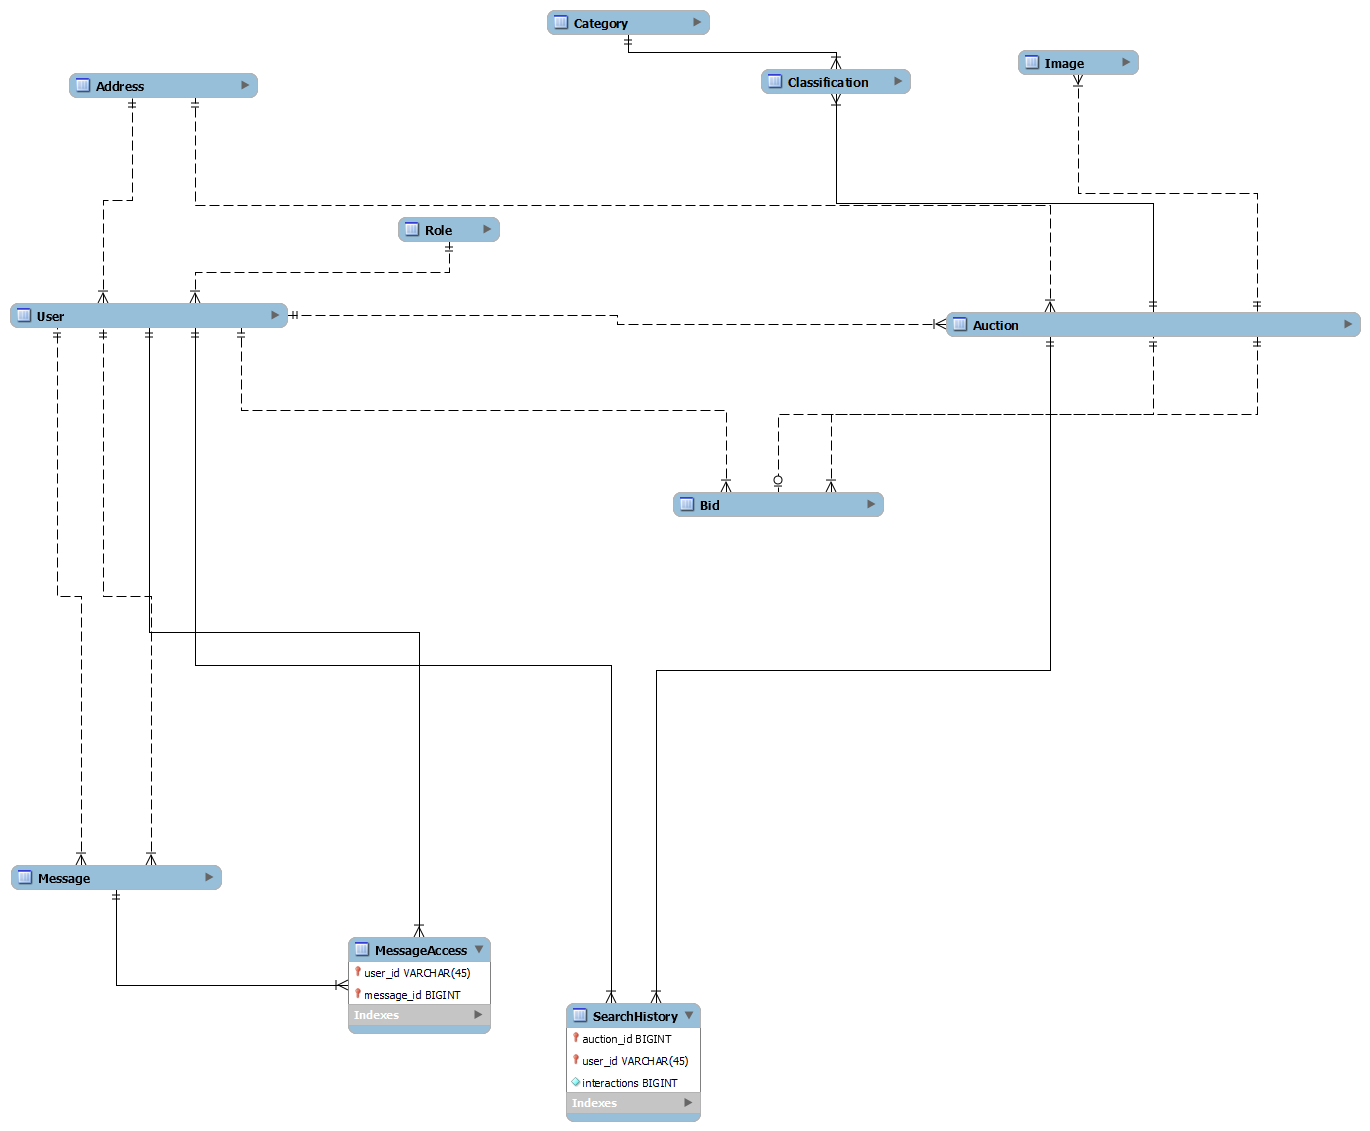 Category
Image
Classification
Address
Role
User
Auction
Bid
Message
MessageAccess
user_id VARCHAR(45)
message_id BIGINT
Indexes
SearchHistory
auction_id BIGINT
user_id VARCHAR(45)
interactions BIGINT
Indexes